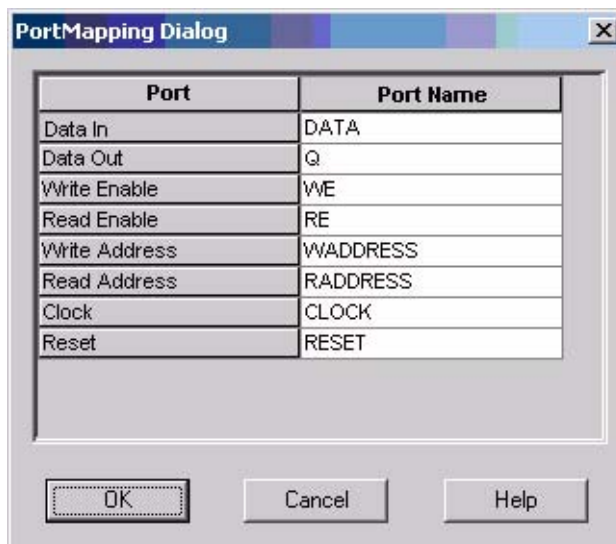 PortMapping Dialog
Port Port Name
Data In DATA
Data Out Q
Write Enable WE
Read Enable RE
Write Address WADDRESS
Read Address RADDRESS
Clock CLOCK
Reset RESET
OK Cancel Help